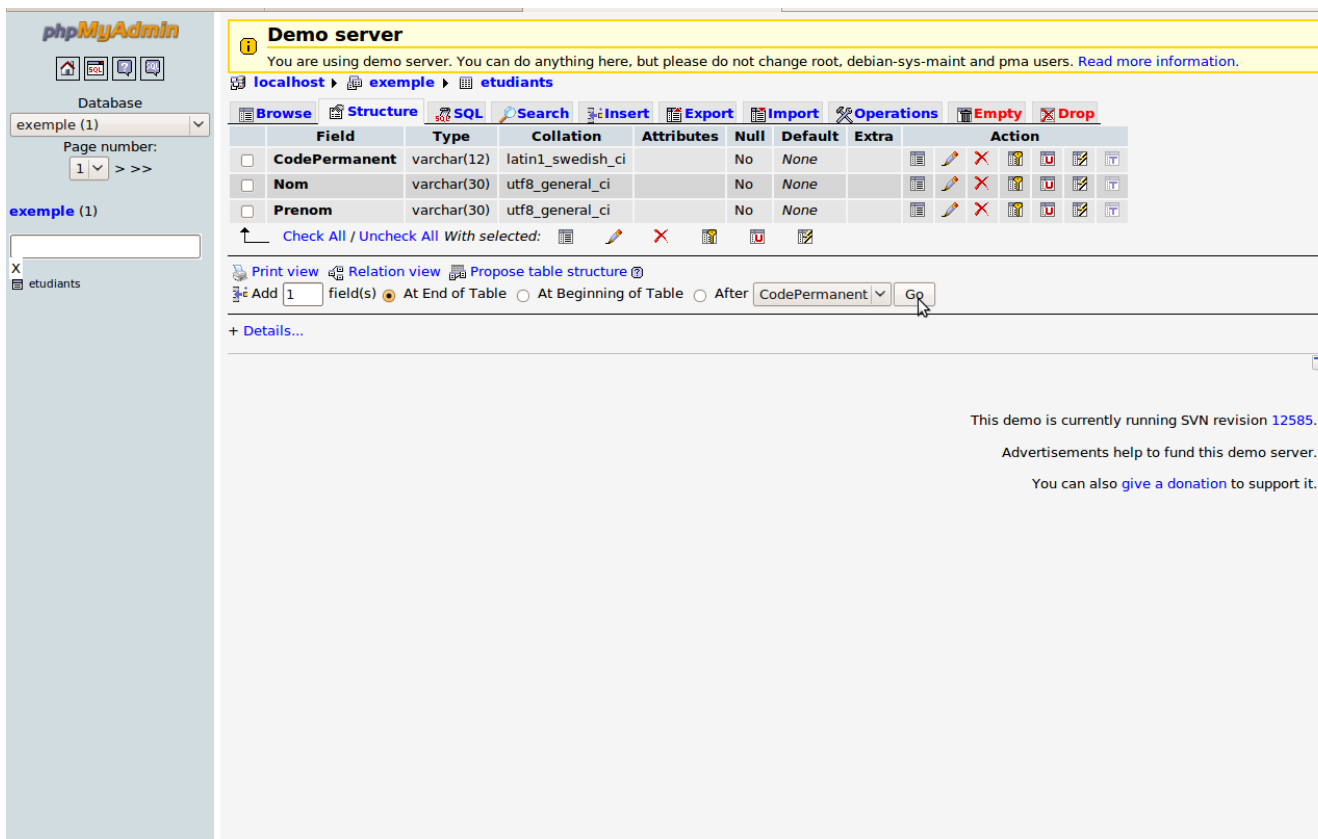 phpMyAdmin
Database
exemple (1)
Page number:
1 > >>
exemple (1)
X
etudiants
Demo server
You are using demo server. You can do anything here, but please do not change root, debian-sys-maint and pma users. Read more information.
localhost exemple etudiants
Browse Structure SQL Search Insert Export Import Operations Empty Drop
Field Type Collation Attributes Null Default Extra Action
CodePermanent varchar(12) latin1_swedish_ci No None
Nom varchar(30) utf8_general_ci No None
Prenom varchar(30) utf8_general_ci No None
Check All / Uncheck All With selected:
Print view Relation view Propose table structure
Add 1 field(s) At End of Table At Beginning of Table After CodePermanent Go
+ Details...
This demo is currently running SVN revision 12585.
Advertisements help to fund this demo server.
You can also give a donation to support it.